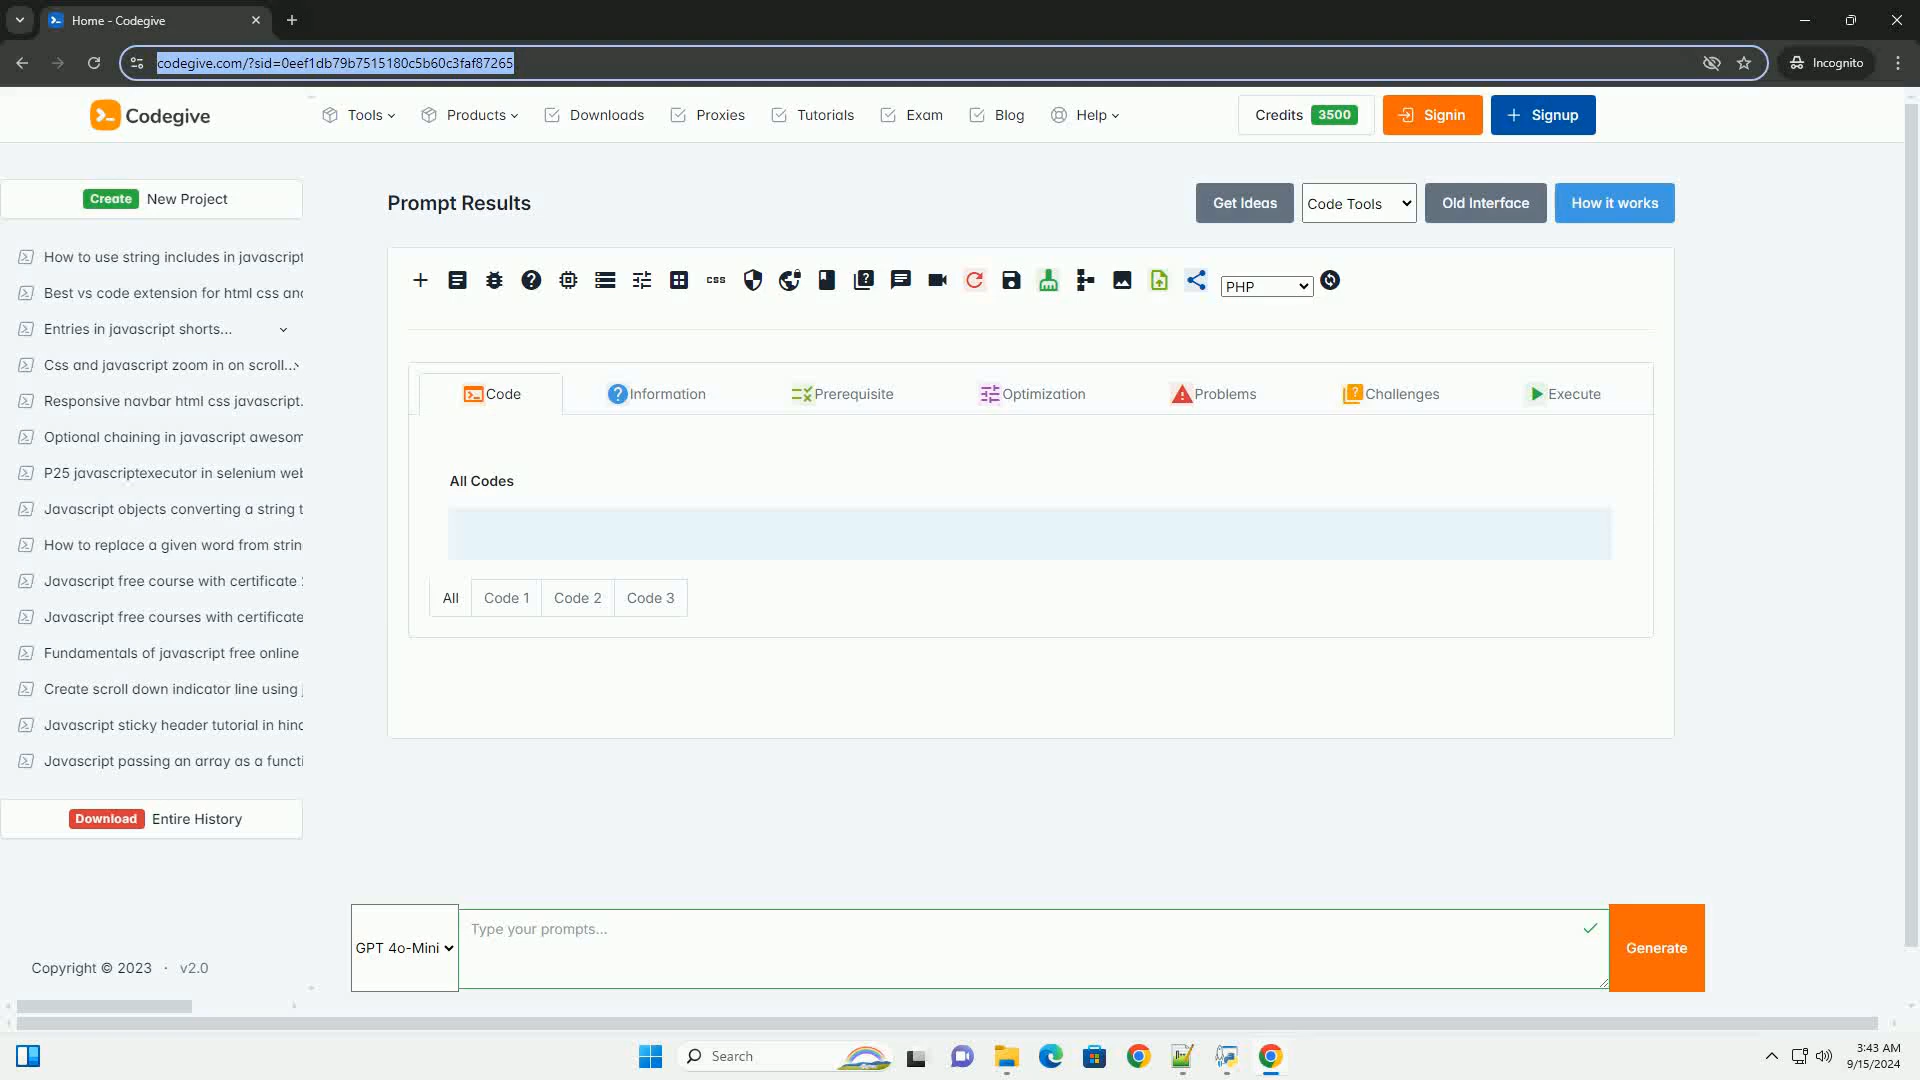 Home - Codegive
codegive.com/?sid=0eef1db79b7515180c5b60c3faf87265
Incognito
Codegive
Tools
Products
Downloads
Proxies
Tutorials
Exam
Blog
Help
Credits 3500
Signin
Signup
Create New Project
How to use string includes in javascript
Best vs code extension for html css and
Entries in javascript shorts...
Css and javascript zoom in on scroll...
Responsive navbar html css javascript.
Optional chaining in javascript awesom
P25 javascriptexecutor in selenium web
Javascript objects converting a string t
How to replace a given word from strin
Javascript free course with certificate
Javascript free courses with certificate
Fundamentals of javascript free online
Create scroll down indicator line using j
Javascript sticky header tutorial in hind
Javascript passing an array as a functi
Download Entire History
Copyright © 2023 · v2.0
Prompt Results
Get Ideas
Code Tools
Old Interface
How it works
css
PHP
Code
Information
Prerequisite
Optimization
Problems
Challenges
Execute
All Codes
All
Code 1
Code 2
Code 3
GPT 4o-Mini
Type your prompts...
Generate
Search
3:43 AM
9/15/2024